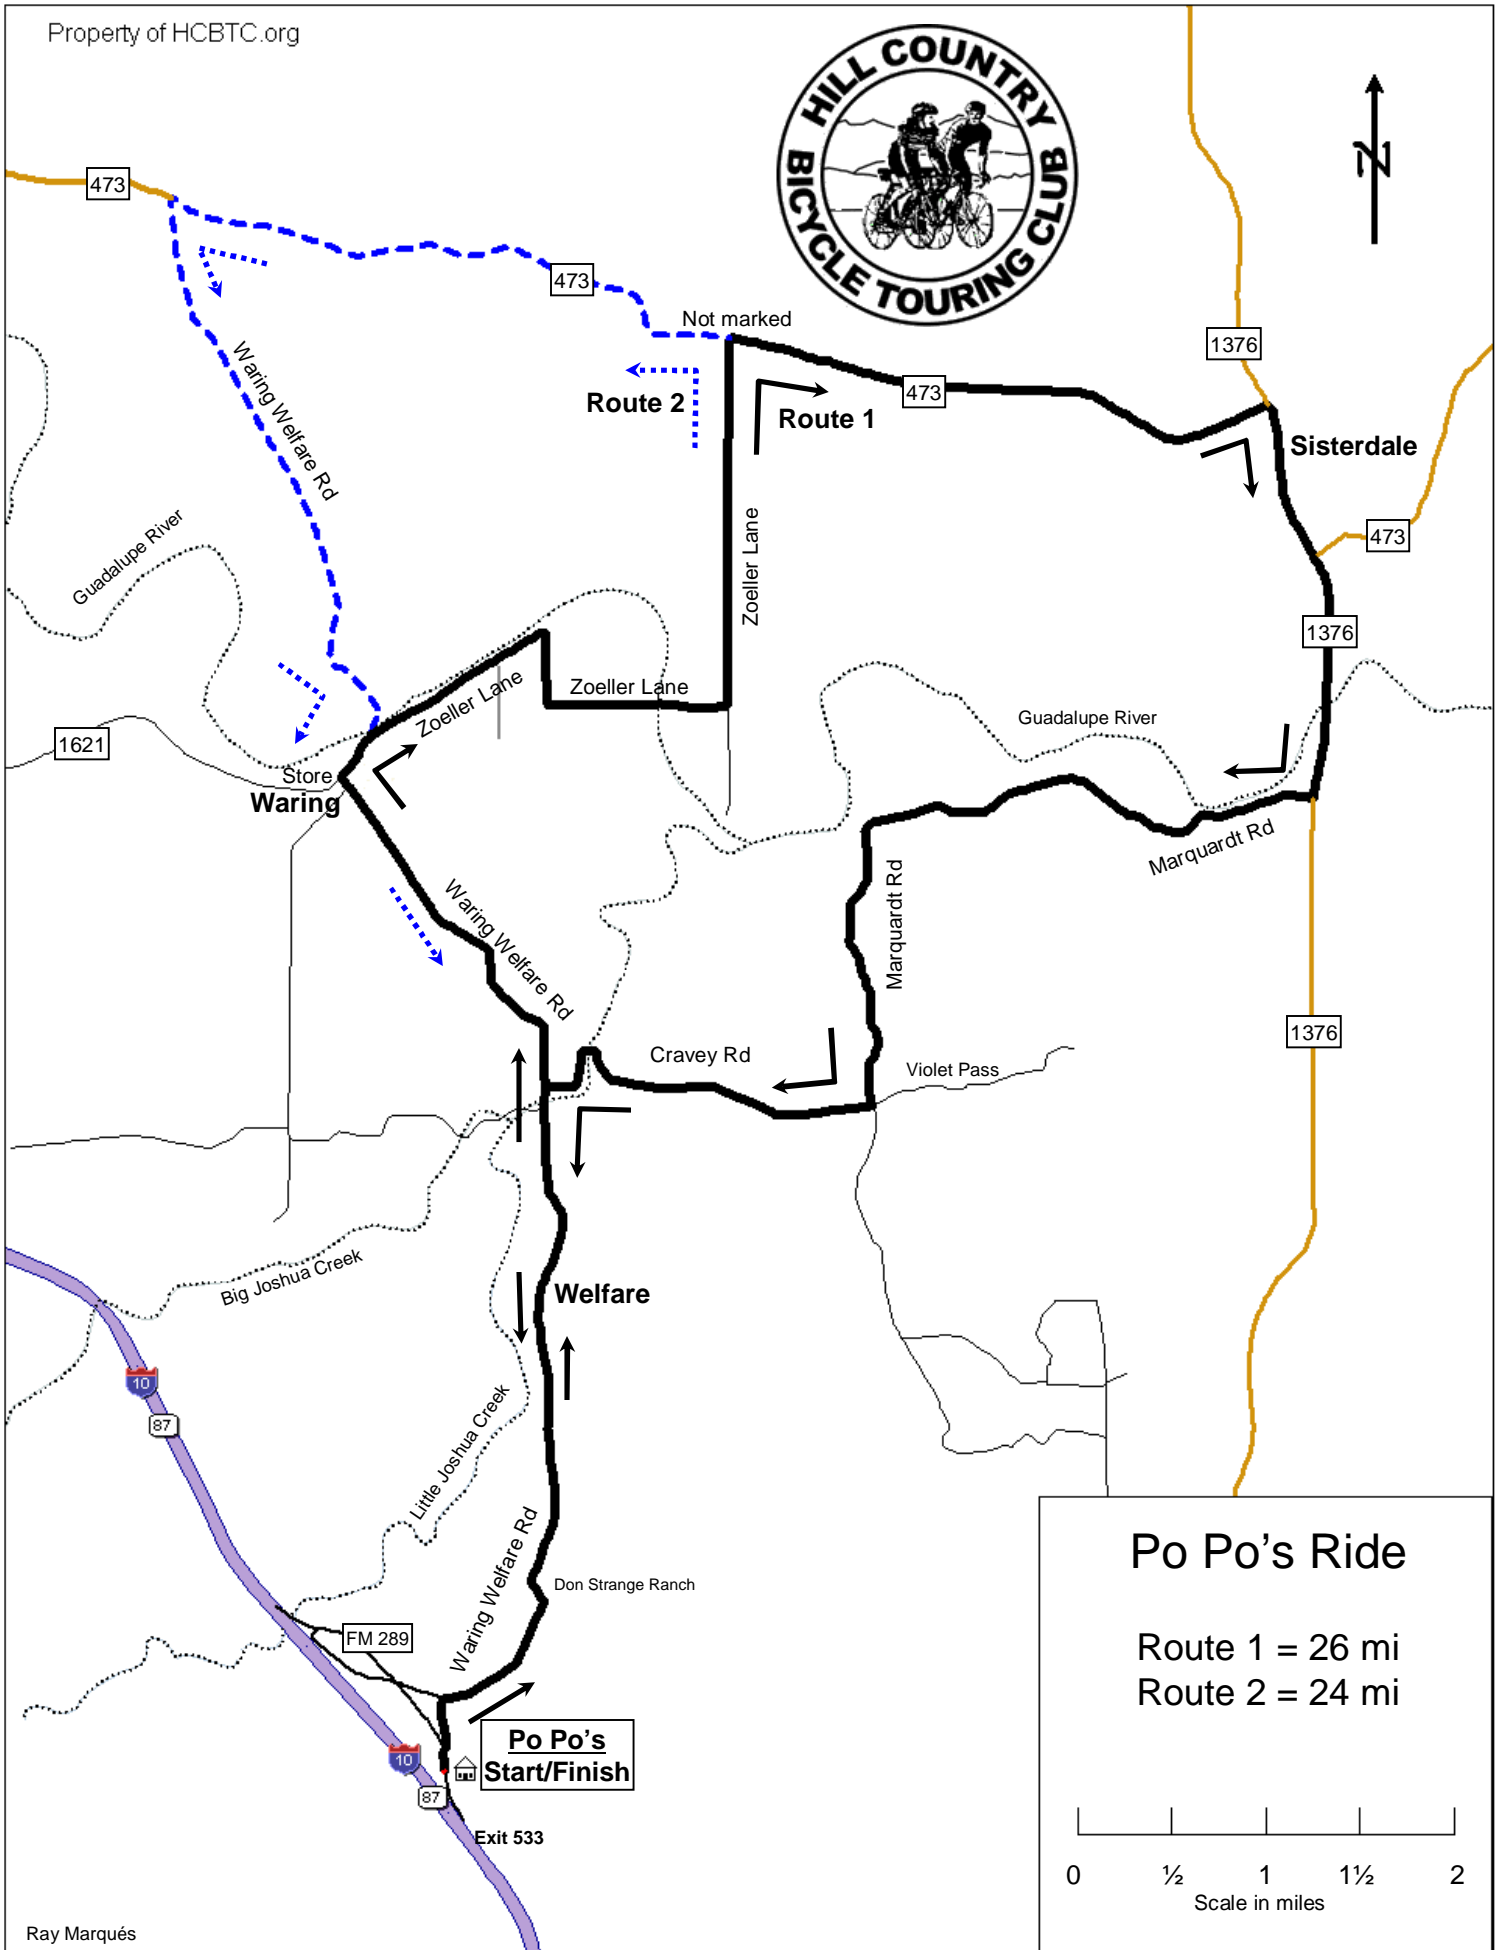 Property of HCBTC.org
HILL COUNTRY
BICYCLE TOURING CLUB
N
473
473
Not marked
1376
Route 2
Route 1
473
Waring Welfare Rd
Sisterdale
473
Guadalupe River
Zoeller Lane
1376
Zoeller Lane
Zoeller Lane
Guadalupe River
1621
Store
Waring
Marquardt Rd
Marquardt Rd
Waring Welfare Rd
1376
Cravey Rd
Violet Pass
Big Joshua Creek
Welfare
10
87
Little Joshua Creek
Waring Welfare Rd
Don Strange Ranch
FM 289
Po Po's
Start/Finish
10
87
Exit 533
Po Po's Ride
Route 1 = 26 mi
Route 2 = 24 mi
0 ½ 1 1½ 2
Scale in miles
Ray Marqués